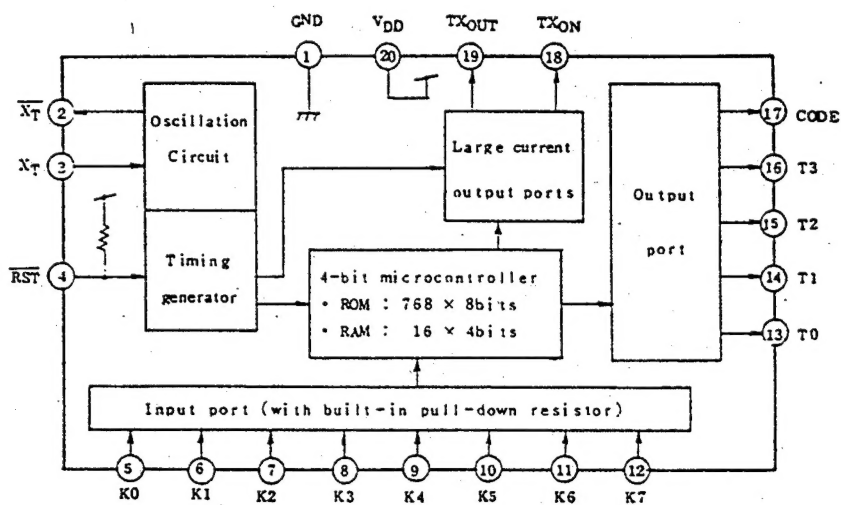 GND VDD TXOUT TXON
1 20 19 18
XT 2
Oscillation
Circuit
XT 3
Large current
output ports
17 CODE
16 T3
Output
port
15 T2
RST 4
Timing
generator
4-bit microcontroller
• ROM : 768 × 8bits
• RAM : 16 × 4bits
14 T1
13 T0
Input port (with built-in pull-down resistor)
5 6 7 8 9 10 11 12
K0 K1 K2 K3 K4 K5 K6 K7